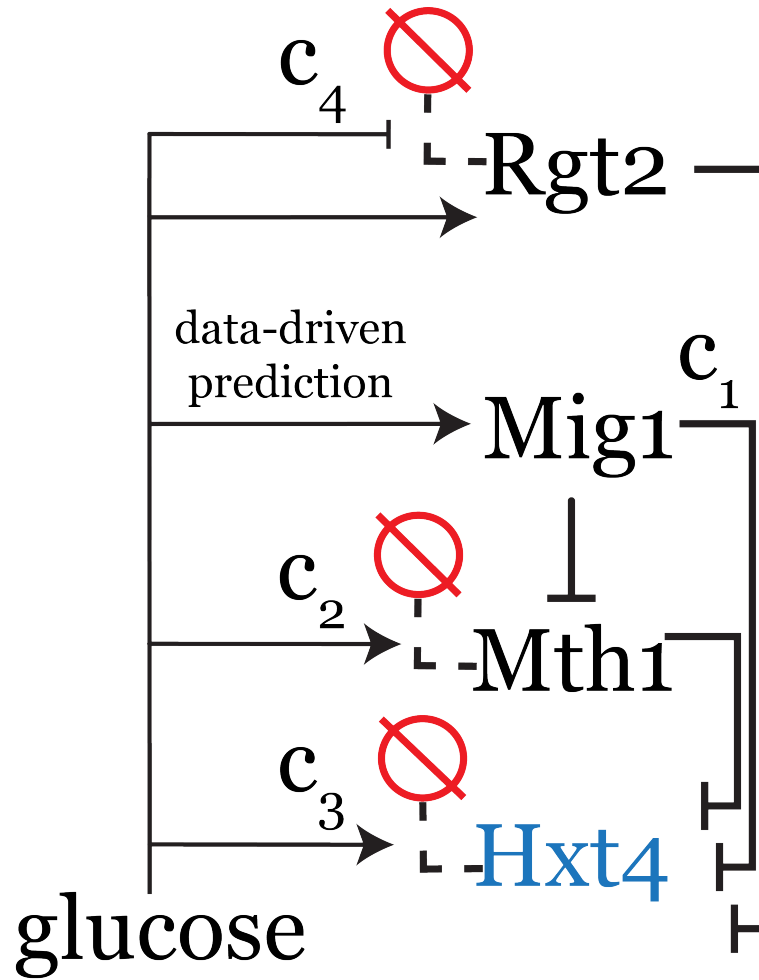 c4
Rgt2
data-driven
prediction
c1
Mig1
c2
Mth1
c3
Hxt4
glucose